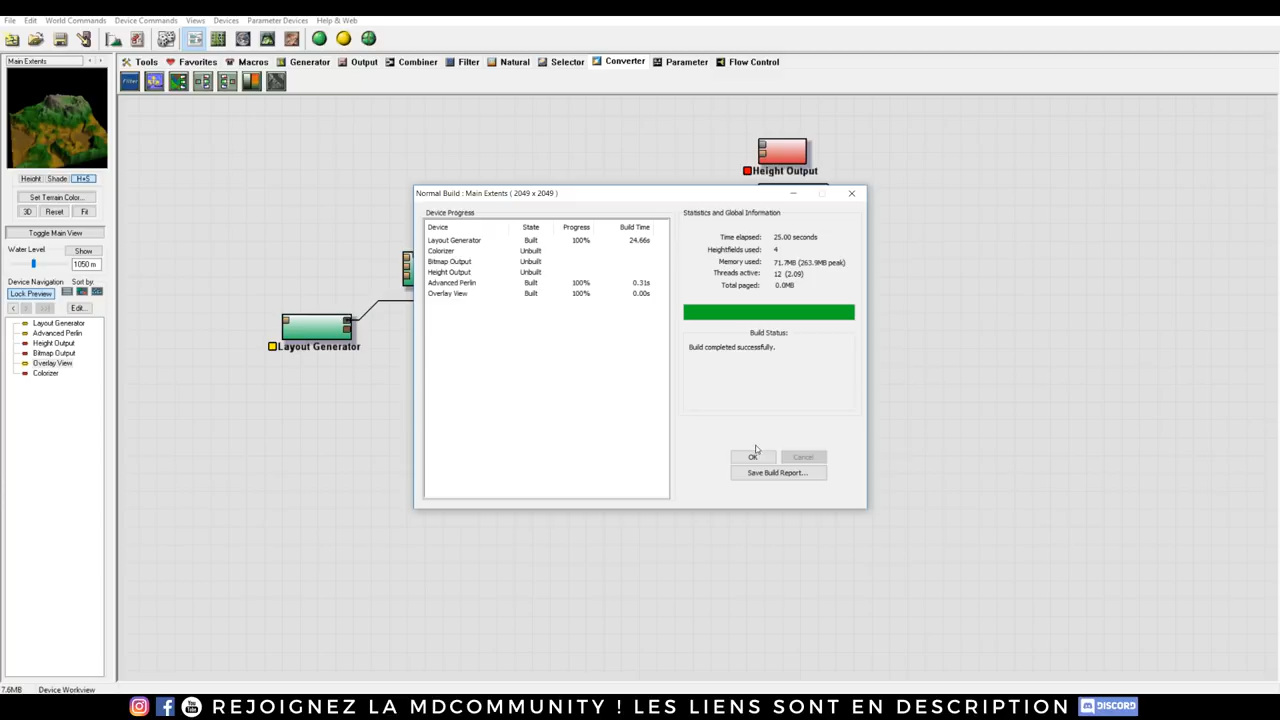 File Edit World Commands Device Commands Views Devices Parameter Devices Help & Web
Main Extents
Tools Favorites Macros Generator Output Combiner Filter Natural Selector Converter Parameter Flow Control
Filter
Height Shade H+S
Set Terrain Color...
3D Reset Fit
Toggle Main View
Water Level Show
1050 m
Device Navigation Sort by:
Lock Preview
Edit...
Layout Generator
Advanced Perlin
Height Output
Bitmap Output
Overlay View
Colorizer
Height Output
Layout Generator
Normal Build : Main Extents ( 2049 x 2049 )
Device Progress
Device State Progress Build Time
Layout Generator Built 100% 24.66s
Colorizer Unbuilt
Bitmap Output Unbuilt
Height Output Unbuilt
Advanced Perlin Built 100% 0.31s
Overlay View Built 100% 0.00s
Statistics and Global Information
Time elapsed: 25.00 seconds
Heightfields used: 4
Memory used: 71.7MB (263.9MB peak)
Threads active: 12 (2.09)
Total paged: 0.0MB
Build Status:
Build completed successfully.
OK Cancel
Save Build Report...
7.6MB Device Workview
REJOIGNEZ LA MDCOMMUNITY ! LES LIENS SONT EN DESCRIPTION DISCORD